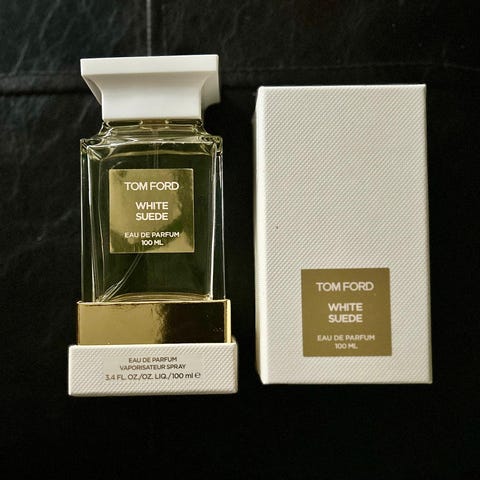 TOM FORD
WHITE
SUEDE
EAU DE PARFUM
100 ML
EAU DE PARFUM
VAPORISATEUR SPRAY
3.4 FL.OZ./OZ. LIQ./100 ml ℮
TOM FORD
WHITE
SUEDE
EAU DE PARFUM
100 ML